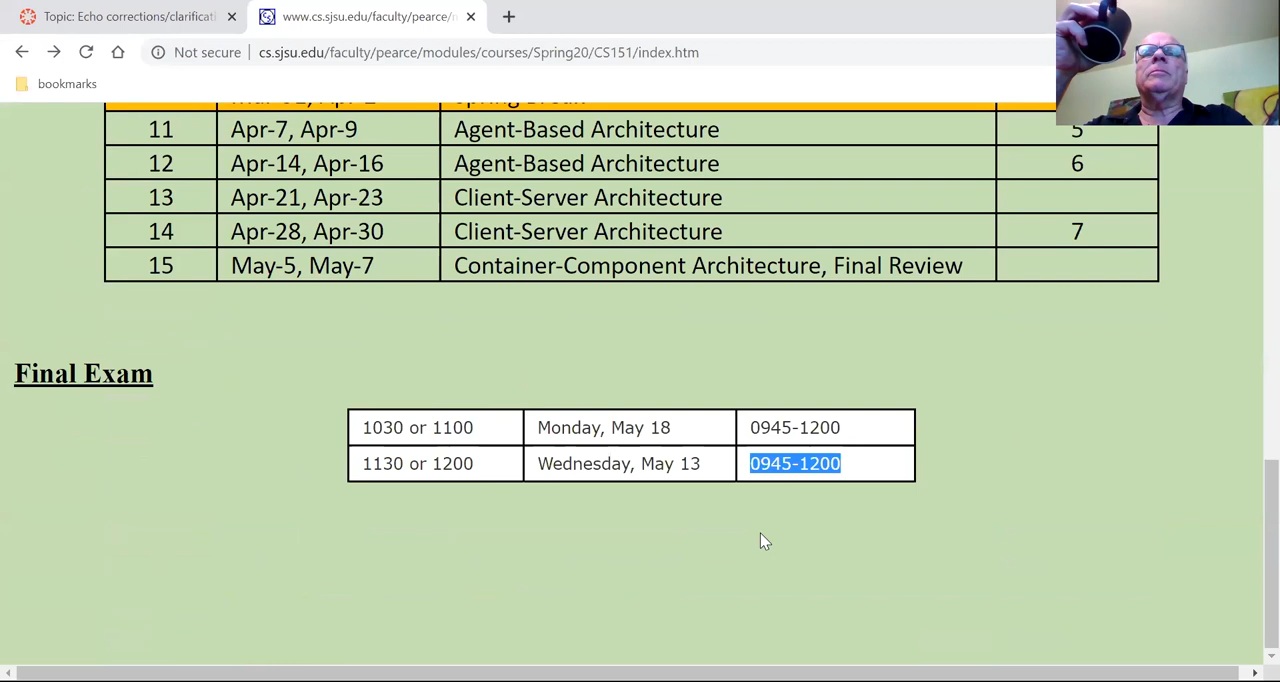 Topic: Echo corrections/clarificati
www.cs.sjsu.edu/faculty/pearce/
Not secure cs.sjsu.edu/faculty/pearce/modules/courses/Spring20/CS151/index.htm
bookmarks
Spring Break
11 Apr-7, Apr-9 Agent-Based Architecture 5
12 Apr-14, Apr-16 Agent-Based Architecture 6
13 Apr-21, Apr-23 Client-Server Architecture
14 Apr-28, Apr-30 Client-Server Architecture 7
15 May-5, May-7 Container-Component Architecture, Final Review
Final Exam
1030 or 1100 Monday, May 18 0945-1200
1130 or 1200 Wednesday, May 13 0945-1200